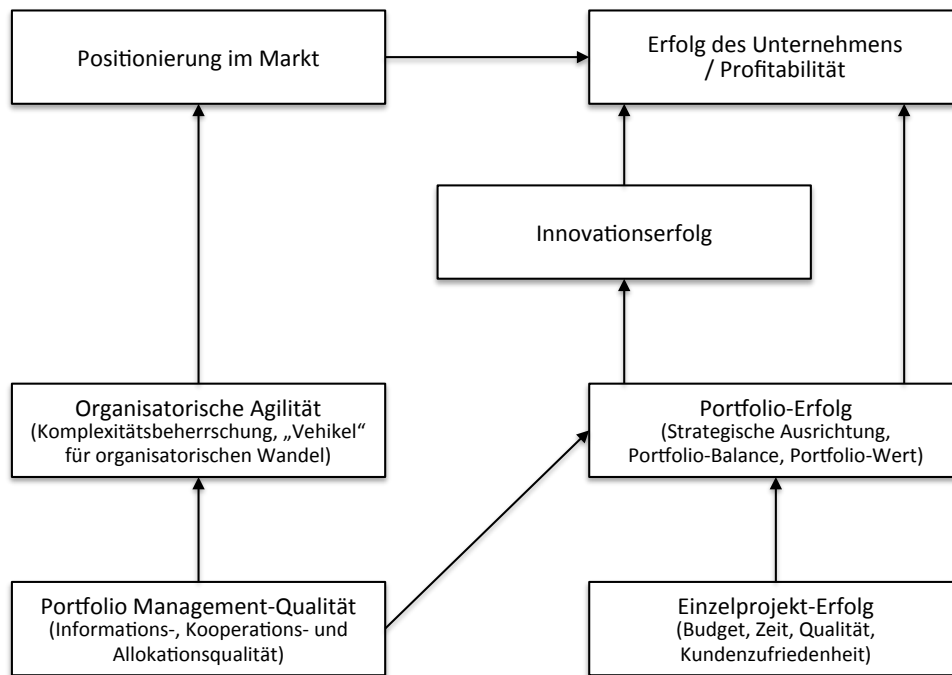 Positionierung im Markt
Erfolg des Unternehmens
/ Profitabilität
Innovationserfolg
Organisatorische Agilität
(Komplexitätsbeherrschung, „Vehikel“
für organisatorischen Wandel)
Portfolio-Erfolg
(Strategische Ausrichtung,
Portfolio-Balance, Portfolio-Wert)
Portfolio Management-Qualität
(Informations-, Kooperations- und
Allokationsqualität)
Einzelprojekt-Erfolg
(Budget, Zeit, Qualität,
Kundenzufriedenheit)